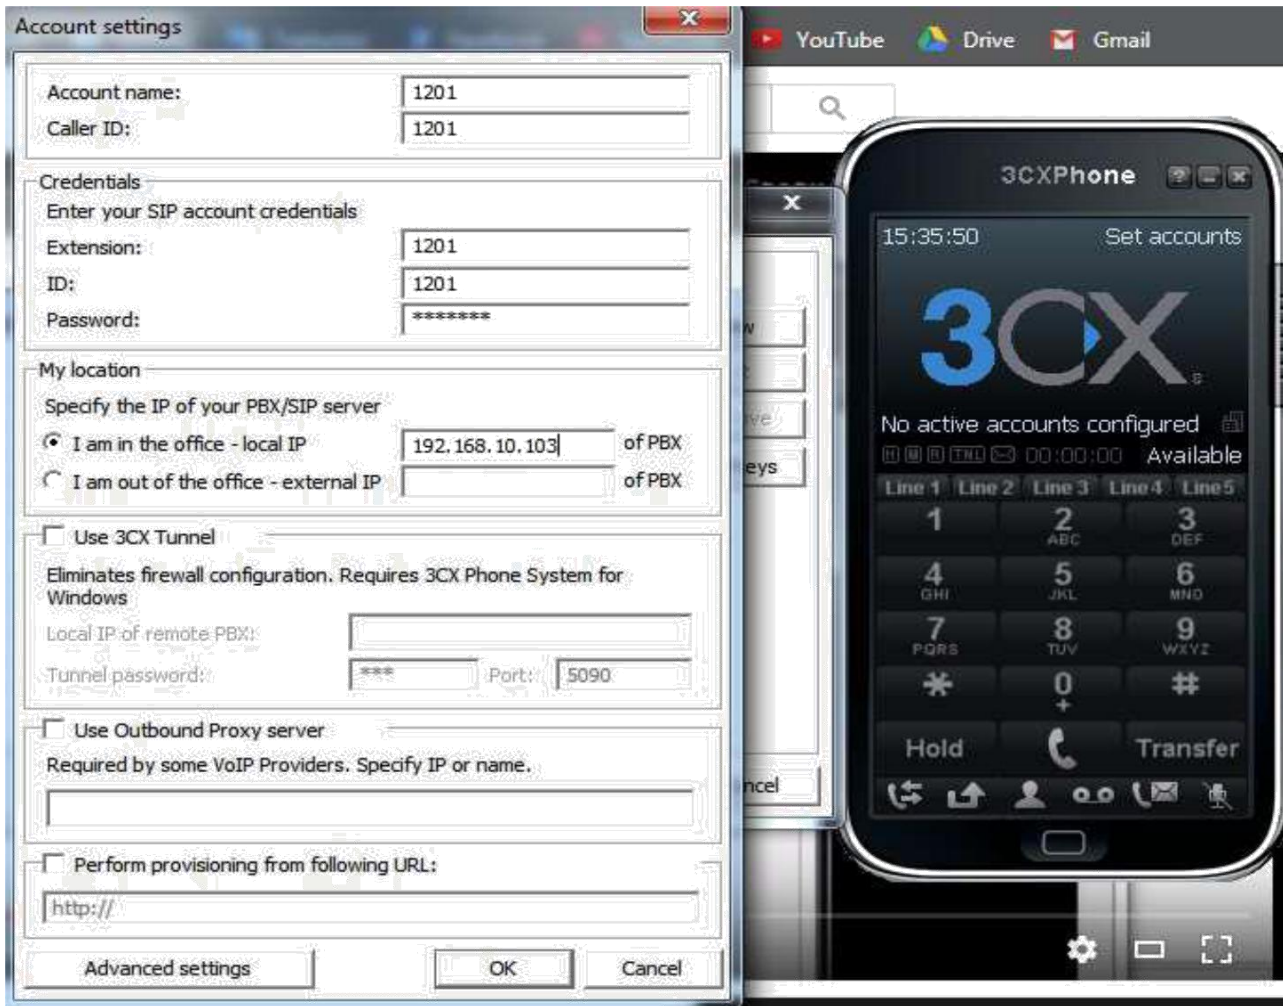 Account settings
Account name: 1201
Caller ID: 1201
Credentials
Enter your SIP account credentials
Extension: 1201
ID: 1201
Password: *******
My location
Specify the IP of your PBX/SIP server
I am in the office - local IP 192.168.10.103 of PBX
I am out of the office - external IP of PBX
Use 3CX Tunnel
Eliminates firewall configuration. Requires 3CX Phone System for
Windows
Local IP of remote PBX:
Tunnel password: *** Port: 5090
Use Outbound Proxy server
Required by some VoIP Providers. Specify IP or name.
Perform provisioning from following URL:
http://
Advanced settings OK Cancel
YouTube Drive Gmail
3CXPhone
15:35:50 Set accounts
3CX
No active accounts configured
H M R TNL 00:00:00 Available
Line 1 Line 2 Line 3 Line 4 Line 5
1 2 3
ABC DEF
4 5 6
GHI JKL MNO
7 8 9
PQRS TUV WXYZ
* 0 #
+
Hold Transfer